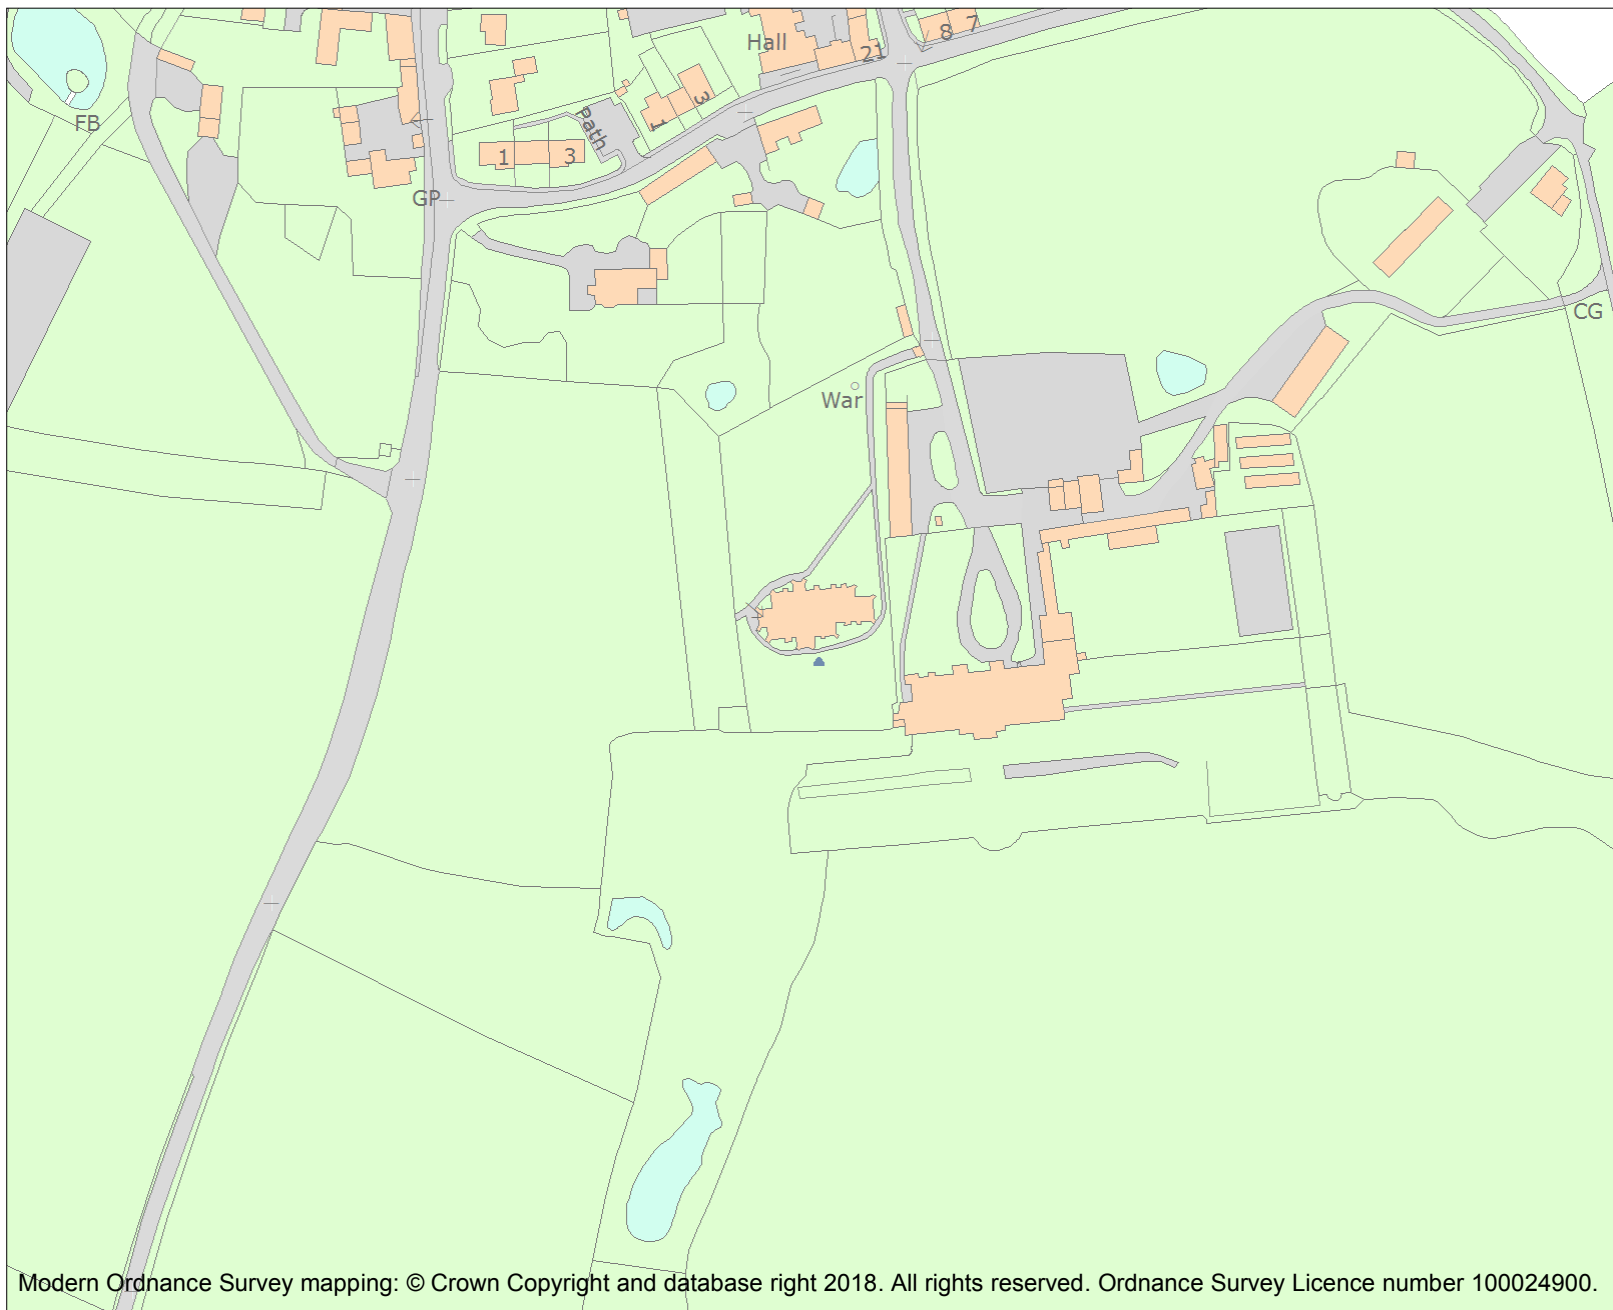 Hall
21
8
7
FB
Path
1
3
1
3
GP
CG
War
Modern Ordnance Survey mapping: © Crown Copyright and database right 2018. All rights reserved. Ordnance Survey Licence number 100024900.